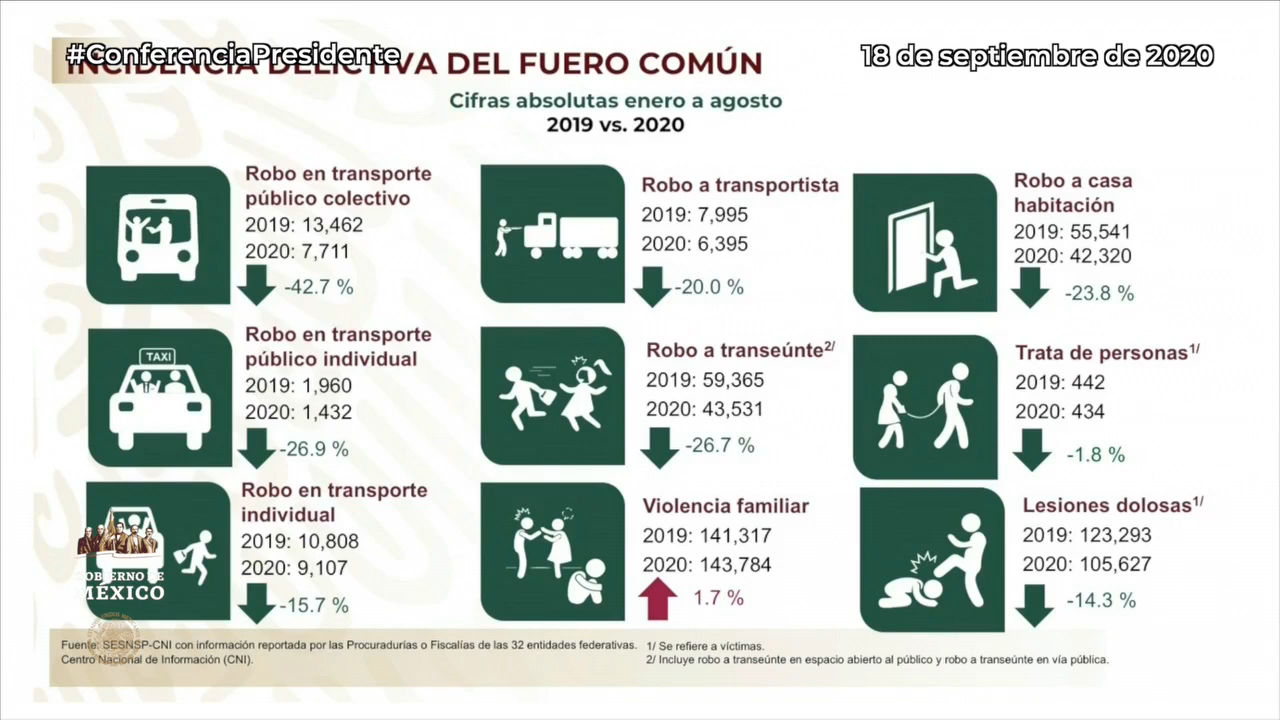 #ConferenciaPresidente
18 de septiembre de 2020
INCIDENCIA DELICTIVA DEL FUERO COMÚN
Cifras absolutas enero a agosto
2019 vs. 2020
Robo en transporte
público colectivo
2019: 13,462
2020: 7,711
-42.7 %
Robo a transportista
2019: 7,995
2020: 6,395
-20.0 %
Robo a casa
habitación
2019: 55,541
2020: 42,320
-23.8 %
TAXI
Robo en transporte
público individual
2019: 1,960
2020: 1,432
-26.9 %
Robo a transeúnte2/
2019: 59,365
2020: 43,531
-26.7 %
Trata de personas1/
2019: 442
2020: 434
-1.8 %
Robo en transporte
individual
2019: 10,808
2020: 9,107
-15.7 %
Violencia familiar
2019: 141,317
2020: 143,784
1.7 %
Lesiones dolosas1/
2019: 123,293
2020: 105,627
-14.3 %
GOBIERNO DE
MÉXICO
Fuente: SESNSP-CNI con información reportada por las Procuradurías o Fiscalías de las 32 entidades federativas.
Centro Nacional de Información (CNI).
1/ Se refiere a víctimas.
2/ Incluye robo a transeúnte en espacio abierto al público y robo a transeúnte en vía pública.